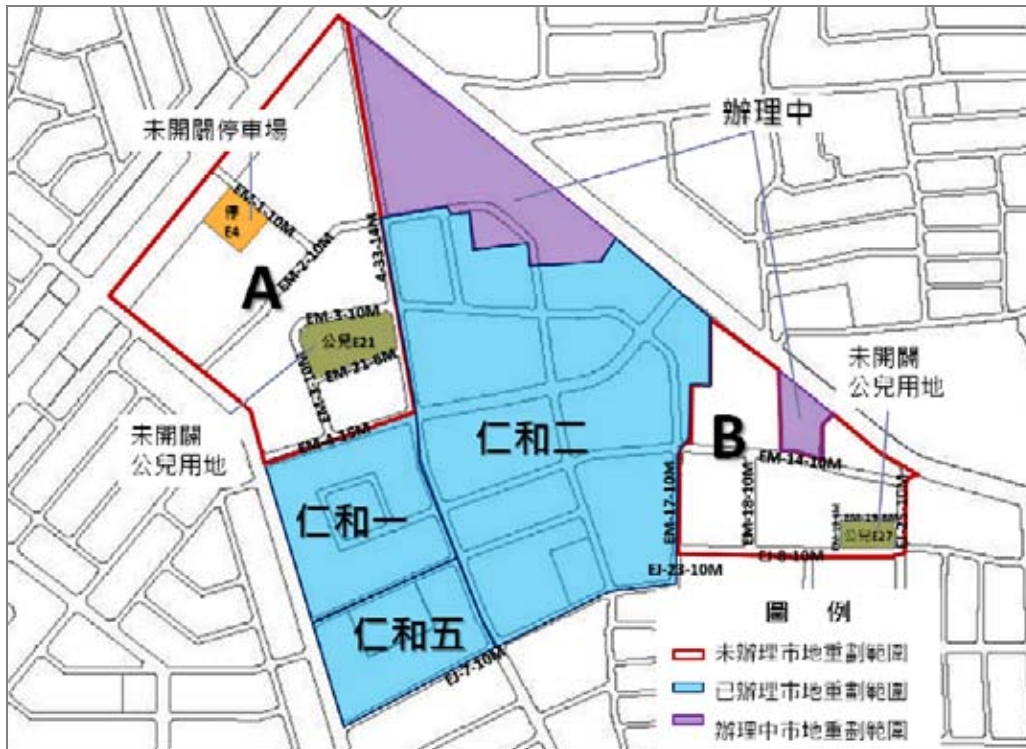 未開闢停車場
辦理中
EM-1-10M
停
E4
EM-2-10M
4-33-14M
A
EM-3-10M
公兒E21
EM-21-8M
EM-3-10M
未開闢
公兒用地
未開闢
公兒用地
仁和二
B
EM-14-10M
EM-17-10M
EM-18-10M
EM-19-8M
公兒E27
EJ-8-10M
EJ-23-10M
仁和一
仁和五
EJ-7-10M
圖 例
未辦理市地重劃範圍
已辦理市地重劃範圍
辦理中市地重劃範圍